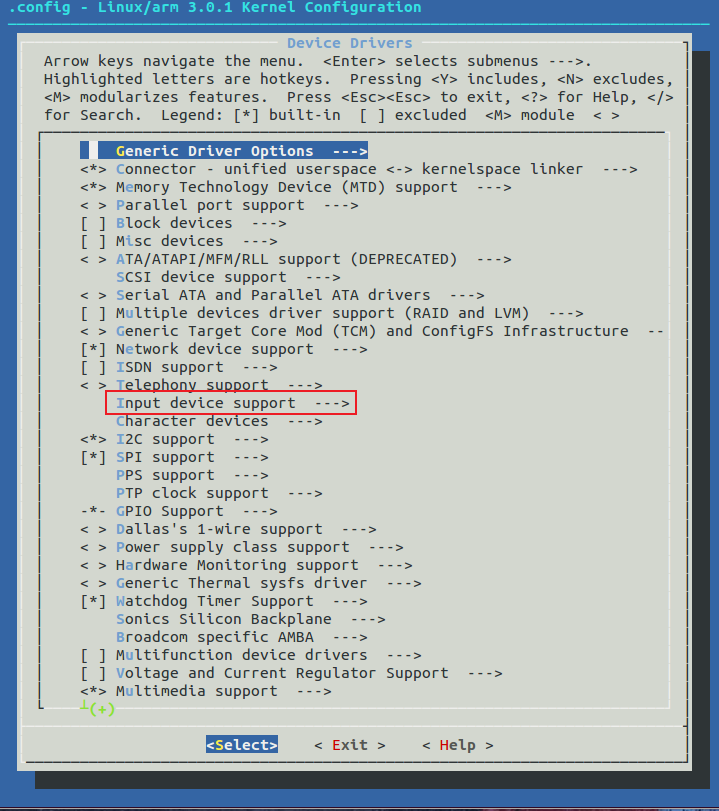 .config - Linux/arm 3.0.1 Kernel Configuration
Device Drivers
Arrow keys navigate the menu.  <Enter> selects submenus --->.
Highlighted letters are hotkeys.  Pressing <Y> includes, <N> excludes,
<M> modularizes features.  Press <Esc><Esc> to exit, <?> for Help, </>
for Search.  Legend: [*] built-in  [ ] excluded  <M> module  < >
Generic Driver Options  --->
<*> Connector - unified userspace <-> kernelspace linker  --->
<*> Memory Technology Device (MTD) support  --->
< > Parallel port support  --->
[ ] Block devices  --->
[ ] Misc devices  --->
< > ATA/ATAPI/MFM/RLL support (DEPRECATED)  --->
SCSI device support  --->
< > Serial ATA and Parallel ATA drivers  --->
[ ] Multiple devices driver support (RAID and LVM)  --->
< > Generic Target Core Mod (TCM) and ConfigFS Infrastructure  --
[*] Network device support  --->
[ ] ISDN support  --->
< > Telephony support  --->
Input device support  --->
Character devices  --->
<*> I2C support  --->
[*] SPI support  --->
PPS support  --->
PTP clock support  --->
-*- GPIO Support  --->
< > Dallas's 1-wire support  --->
< > Power supply class support  --->
< > Hardware Monitoring support  --->
< > Generic Thermal sysfs driver  --->
[*] Watchdog Timer Support  --->
Sonics Silicon Backplane  --->
Broadcom specific AMBA  --->
[ ] Multifunction device drivers  --->
[ ] Voltage and Current Regulator Support  --->
<*> Multimedia support  --->
┴(+)
<Select>    < Exit >    < Help >